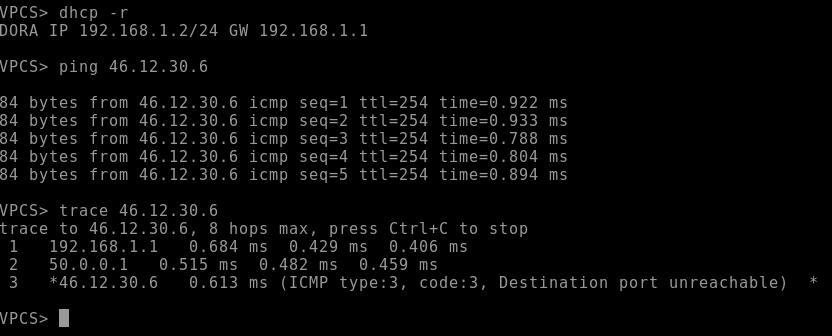 VPCS> dhcp -r
DORA IP 192.168.1.2/24 GW 192.168.1.1
VPCS> ping 46.12.30.6
84 bytes from 46.12.30.6 icmp seq=1 ttl=254 time=0.922 ms
84 bytes from 46.12.30.6 icmp seq=2 ttl=254 time=0.933 ms
84 bytes from 46.12.30.6 icmp seq=3 ttl=254 time=0.788 ms
84 bytes from 46.12.30.6 icmp seq=4 ttl=254 time=0.804 ms
84 bytes from 46.12.30.6 icmp seq=5 ttl=254 time=0.894 ms
VPCS> trace 46.12.30.6
trace to 46.12.30.6, 8 hops max, press Ctrl+C to stop
1   192.168.1.1   0.684 ms  0.429 ms  0.406 ms
2   50.0.0.1   0.515 ms  0.482 ms  0.459 ms
3   *46.12.30.6   0.613 ms (ICMP type:3, code:3, Destination port unreachable)  *
VPCS>